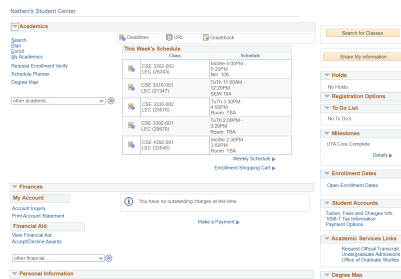 Nathen's Student Center
Academics
Search
Plan
Enroll
My Academics
Request Enrollment Verify
Schedule Planner
Degree Map
other academic...
Deadlines
URL
Gradebook
This Week's Schedule
Class
Schedule
CSE 3302-003
LEC (26343)
MoWe 4:00PM -
5:20PM
NH 106
CSE 3315-001
LEC (21347)
TuTh 11:00AM -
12:20PM
SEIR 194
CSE 3330-002
LEC (25678)
TuTh 3:30PM -
4:50PM
Room TBA
CSE 3392-001
LEC (29870)
TuTh 2:00PM -
3:20PM
Room TBA
CSE 4392-001
LEC (32640)
MoWe 2:30PM -
3:50PM
Room TBA
Weekly Schedule
Enrollment Shopping Cart
Finances
My Account
Account Inquiry
Print Account Statement
Financial Aid
View Financial Aid
Accept/Decline Awards
other financial...
You have no outstanding charges at this time.
Make a Payment
Personal Information
Search for Classes
Share My information
Holds
No Holds.
Registration Options
To Do List
No To Do's.
Milestones
UTA Core Complete
Details
Enrollment Dates
Open Enrollment Dates
Student Accounts
Tuition, Fees and Charges Info
1098-T Tax Information
Payment Options
Academic Services Links
Request Official Transcript
Undergraduate Admissions
Office of Graduate Studies
Degree Map